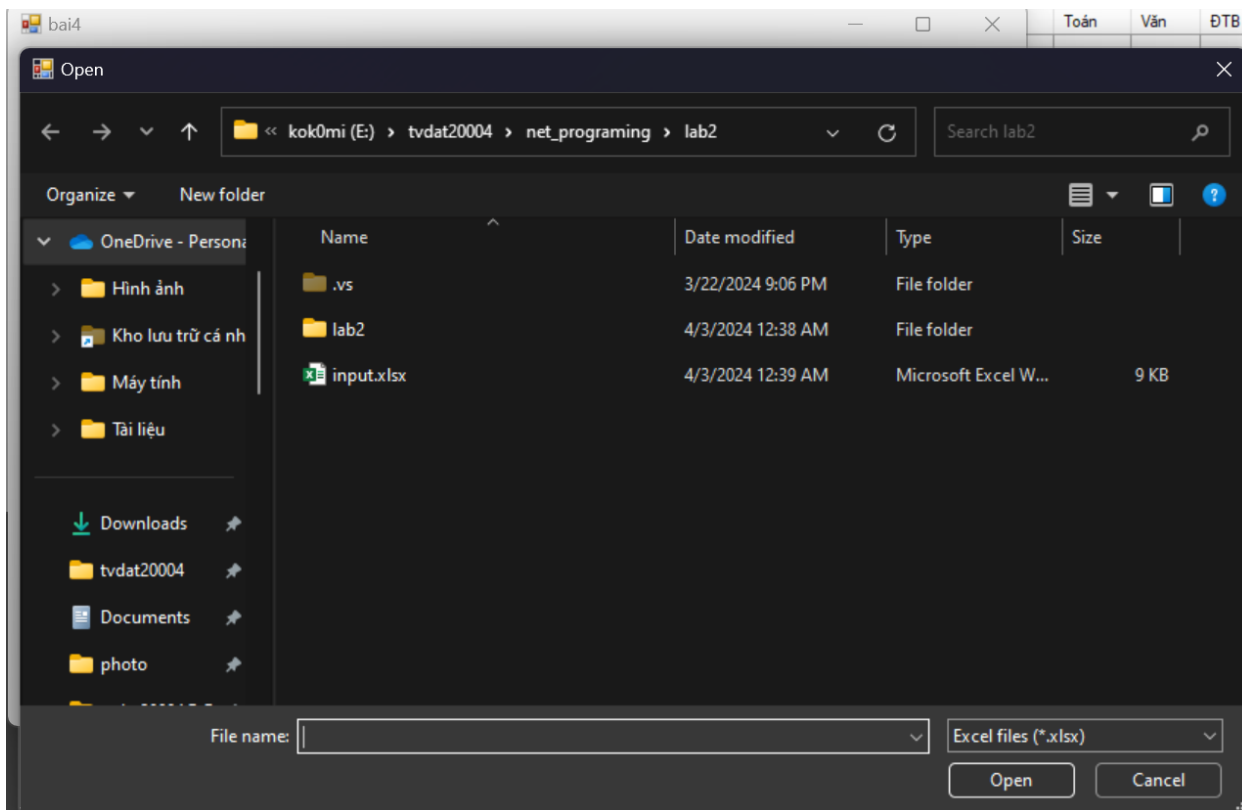 bai4
Toán Văn ĐTB
Open
« kok0mi (E:) › tvdat20004 › net_programing › lab2
Search lab2
Organize New folder
OneDrive - Persona
Name Date modified Type Size
Hình ảnh
.vs 3/22/2024 9:06 PM File folder
Kho lưu trữ cá nh
lab2 4/3/2024 12:38 AM File folder
Máy tính
input.xlsx 4/3/2024 12:39 AM Microsoft Excel W... 9 KB
Tài liệu
Downloads
tvdat20004
Documents
photo
File name: Excel files (*.xlsx)
Open Cancel